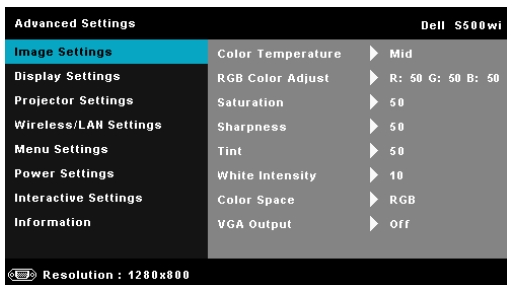 Advanced Settings Dell S500wi
Image Settings Color Temperature Mid
Display Settings RGB Color Adjust R: 50 G: 50 B: 50
Projector Settings Saturation 50
Wireless/LAN Settings Sharpness 50
Menu Settings Tint 50
Power Settings White Intensity 10
Interactive Settings Color Space RGB
Information VGA Output Off
Resolution : 1280x800